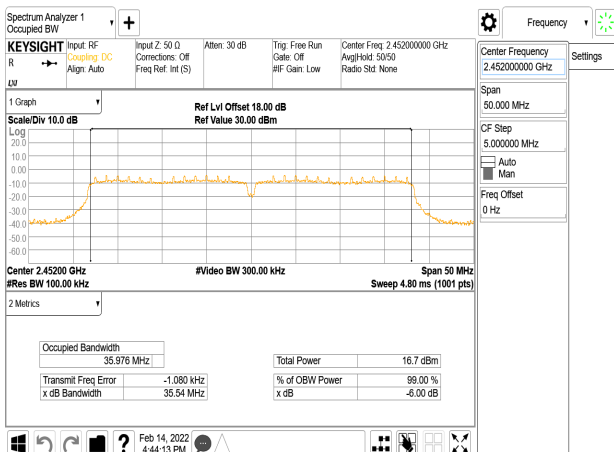 Spectrum Analyzer 1
Occupied BW
Frequency
KEYSIGHT
R
Input: RF
Coupling: DC
Align: Auto
Input Z: 50 Ω
Corrections: Off
Freq Ref: Int (S)
Atten: 30 dB
Trig: Free Run
Gate: Off
#IF Gain: Low
Center Freq: 2.452000000 GHz
Avg|Hold: 50/50
Radio Std: None
LXI
Center Frequency
2.452000000 GHz
Settings
Span
50.000 MHz
CF Step
5.000000 MHz
Auto
Man
Freq Offset
0 Hz
1 Graph
Scale/Div 10.0 dB
Ref Lvl Offset 18.00 dB
Ref Value 30.00 dBm
Log
20.0
10.0
0.00
-10.0
-20.0
-30.0
-40.0
-50.0
-60.0
Center 2.45200 GHz
#Video BW 300.00 kHz
Span 50 MHz
#Res BW 100.00 kHz
Sweep 4.80 ms (1001 pts)
2 Metrics
Occupied Bandwidth
35.976 MHz
Total Power 16.7 dBm
Transmit Freq Error -1.080 kHz
% of OBW Power 99.00 %
x dB Bandwidth 35.54 MHz
x dB -6.00 dB
?
Feb 14, 2022
4:44:13 PM